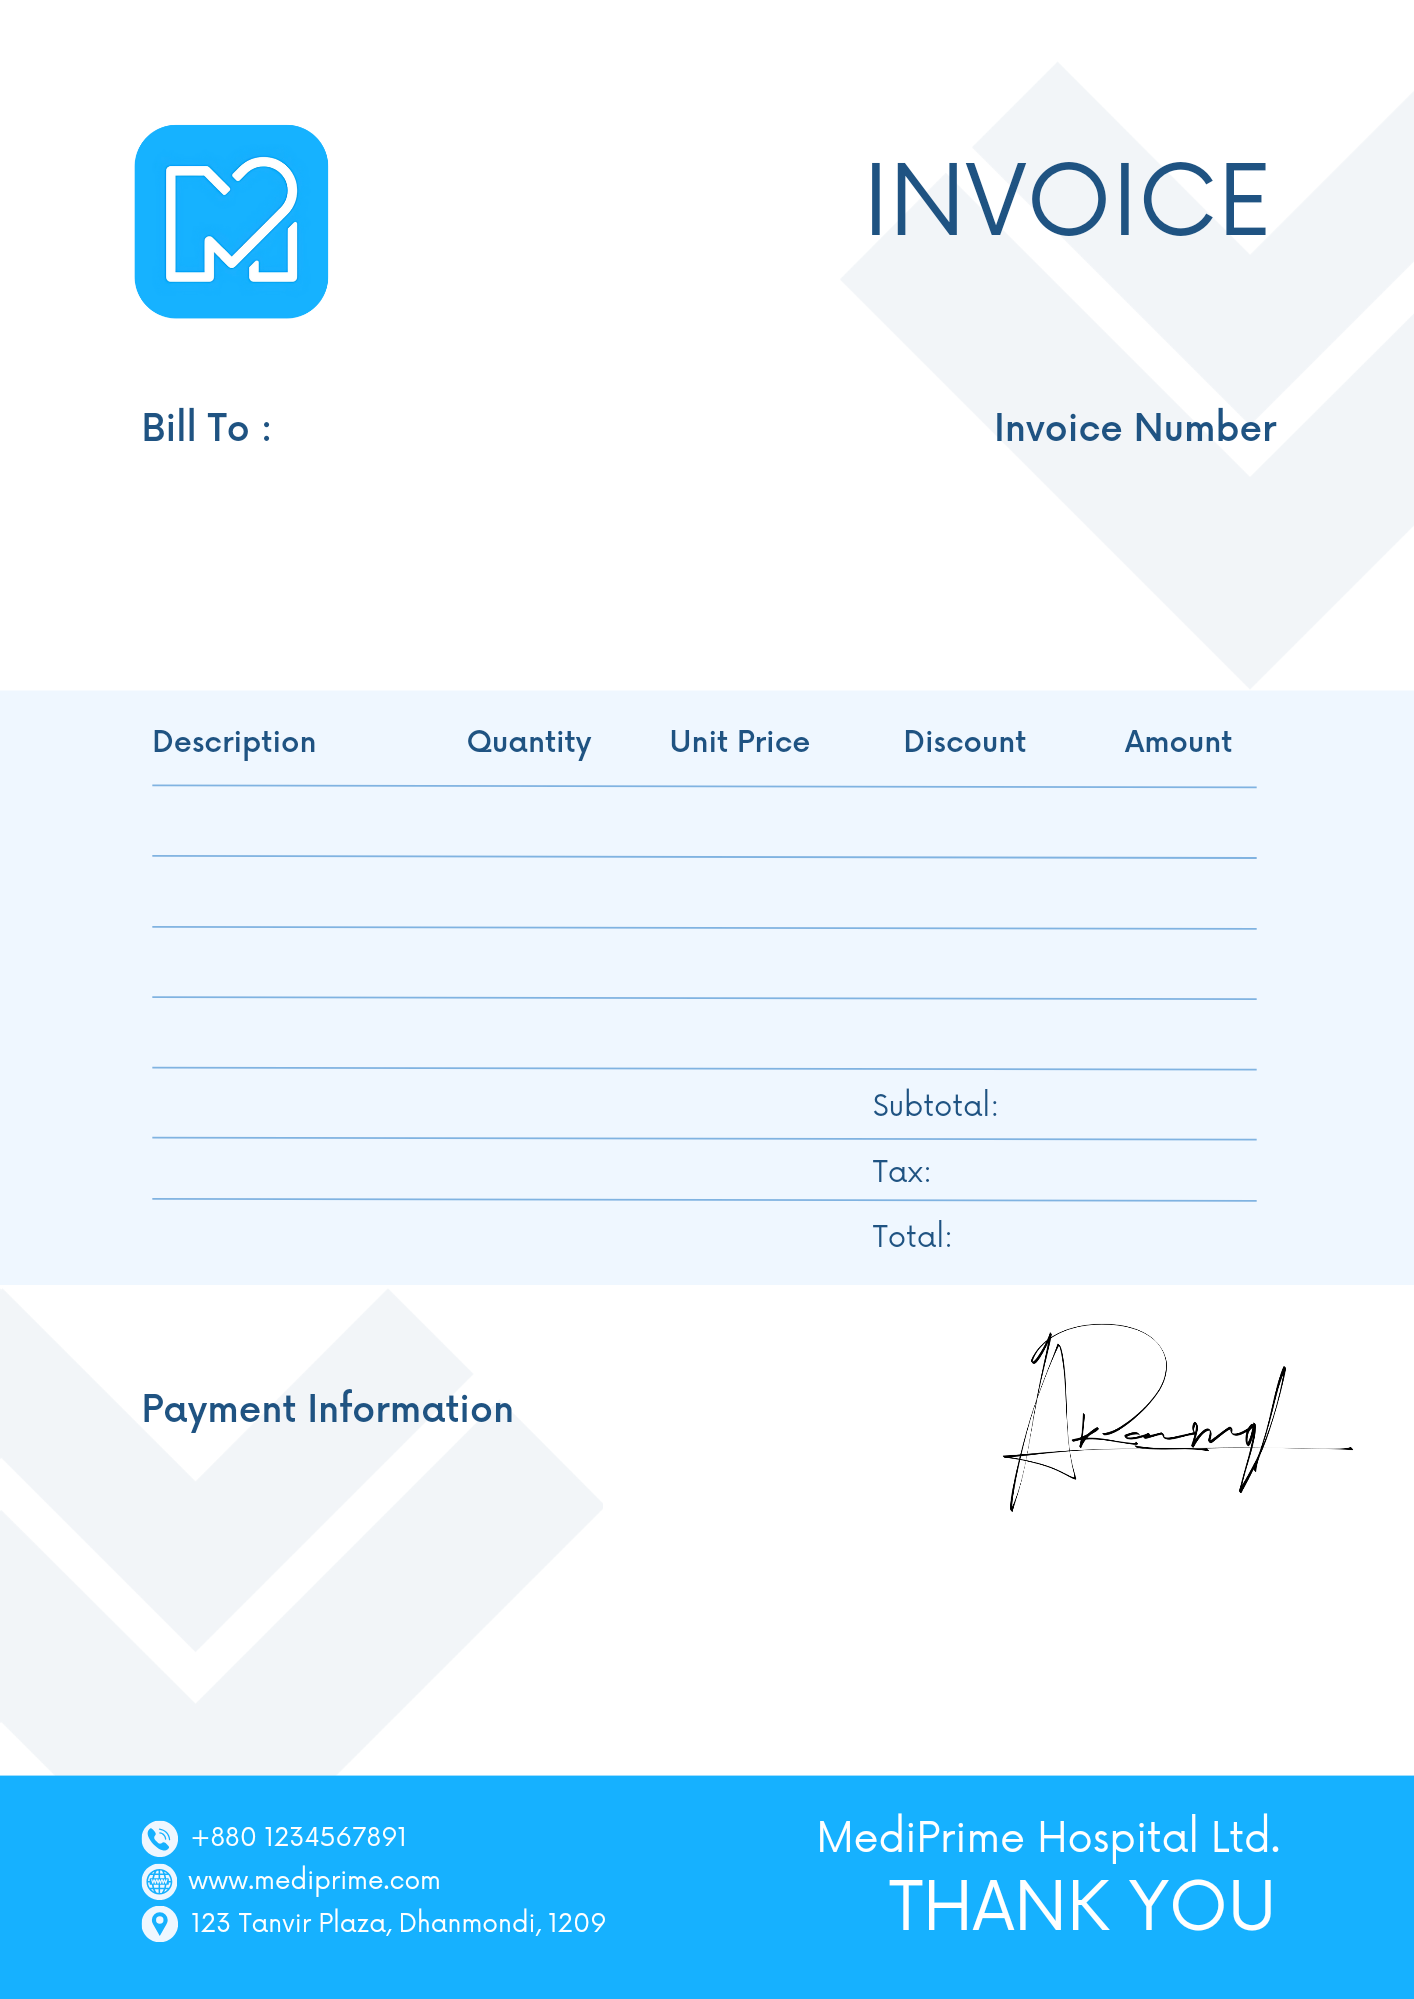 INVOICE
Bill To :
Invoice Number
Description Quantity Unit Price Discount Amount
Subtotal:
Tax:
Total:
Payment Information
+880 1234567891
www.mediprime.com
123 Tanvir Plaza, Dhanmondi, 1209
MediPrime Hospital Ltd.
THANK YOU